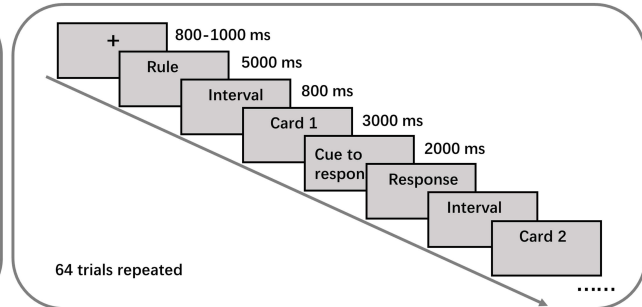 +
800-1000 ms
Rule
5000 ms
Interval
800 ms
Card 1
3000 ms
Cue to
respon
2000 ms
Response
Interval
Card 2
64 trials repeated
......